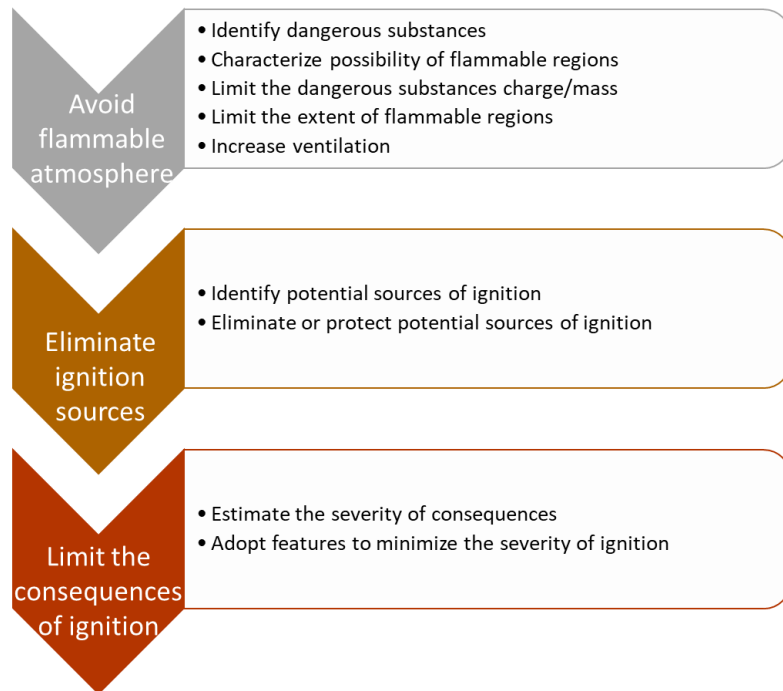 Avoid
flammable
atmosphere
• Identify dangerous substances
• Characterize possibility of flammable regions
• Limit the dangerous substances charge/mass
• Limit the extent of flammable regions
• Increase ventilation
Eliminate
ignition
sources
• Identify potential sources of ignition
• Eliminate or protect potential sources of ignition
Limit the
consequences
of ignition
• Estimate the severity of consequences
• Adopt features to minimize the severity of ignition